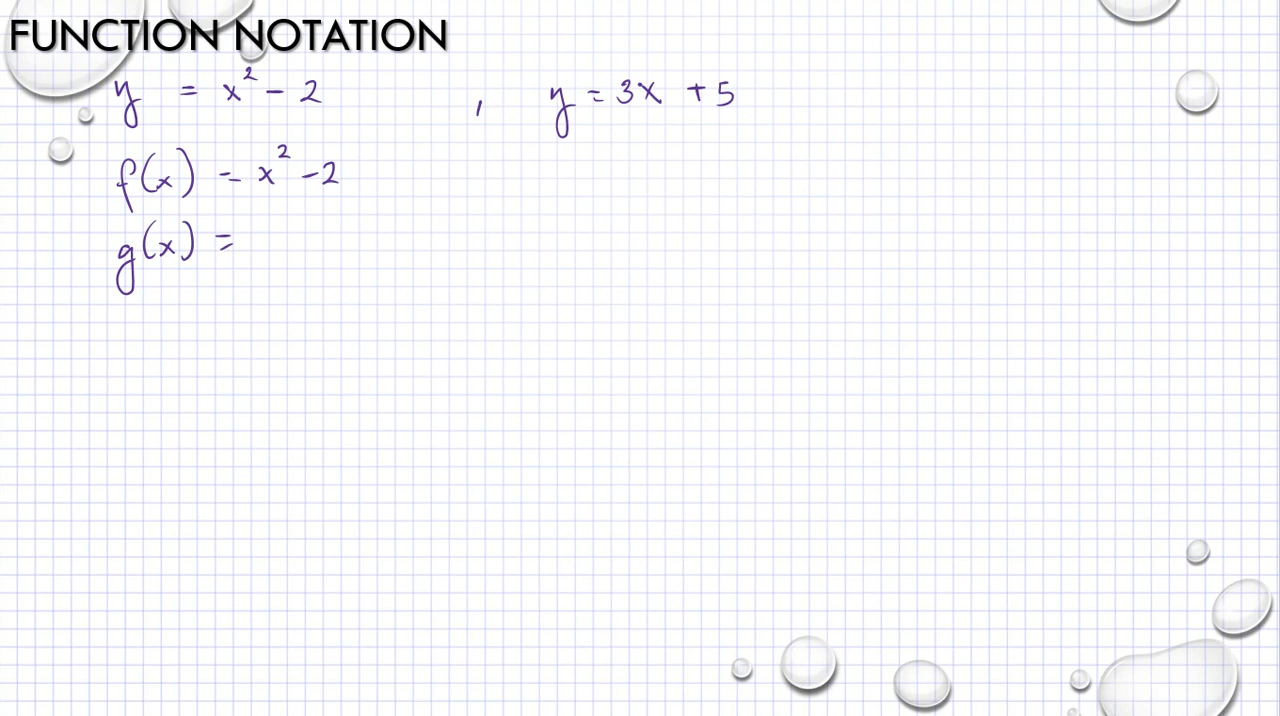 FUNCTION NOTATION
y = x² - 2 , y = 3x + 5
f(x) = x² - 2
g(x) =